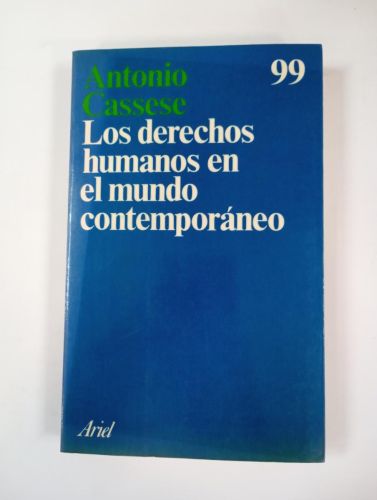 Antonio
Cassese
99
Los derechos
humanos en
el mundo
contemporáneo
Ariel